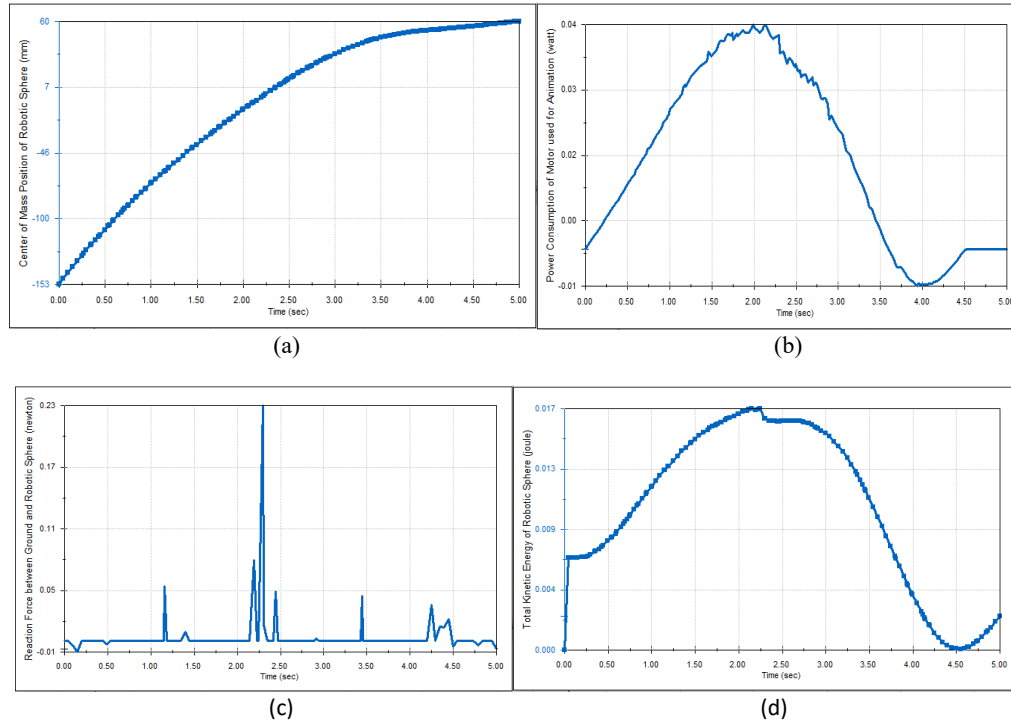 Center of Mass Position of Robotic Sphere (mm)
60
7
-46
-100
-153
0.00 0.50 1.00 1.50 2.00 2.50 3.00 3.50 4.00 4.50 5.00
Time (sec)
(a)
Power Consumption of Motor used for Animation (watt)
0.04
0.03
0.02
0.00
-0.01
0.00 0.50 1.00 1.50 2.00 2.50 3.00 3.50 4.00 4.50 5.00
Time (sec)
(b)
Reaction Force between Ground and Robotic Sphere (newton)
0.23
0.17
0.11
0.05
-0.01
0.00 0.50 1.00 1.50 2.00 2.50 3.00 3.50 4.00 4.50 5.00
Time (sec)
(c)
Total Kinetic Energy of Robotic Sphere (joule)
0.017
0.013
0.009
0.004
0.000
0.00 0.50 1.00 1.50 2.00 2.50 3.00 3.50 4.00 4.50 5.00
Time (sec)
(d)